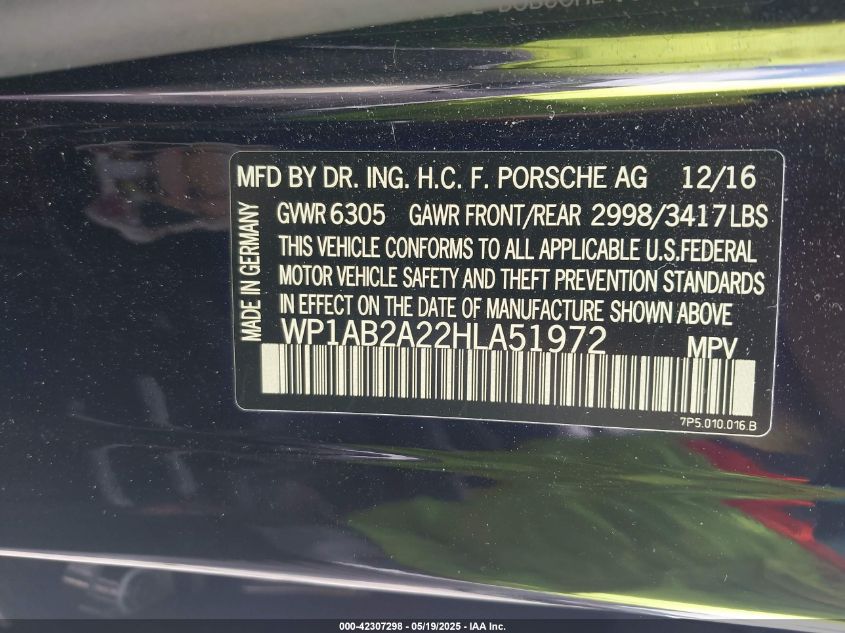 MFD BY DR. ING. H.C. F. PORSCHE AG 12/16
GVWR 6305 GAWR FRONT/REAR 2998/3417LBS
THIS VEHICLE CONFORMS TO ALL APPLICABLE U.S.FEDERAL
MOTOR VEHICLE SAFETY AND THEFT PREVENTION STANDARDS
IN EFFECT ON THE DATE OF MANUFACTURE SHOWN ABOVE
MADE IN GERMANY
WP1AB2A22HLA51972 MPV
7P5.010.016.B
000-42307298 - 05/19/2025 - IAA Inc.